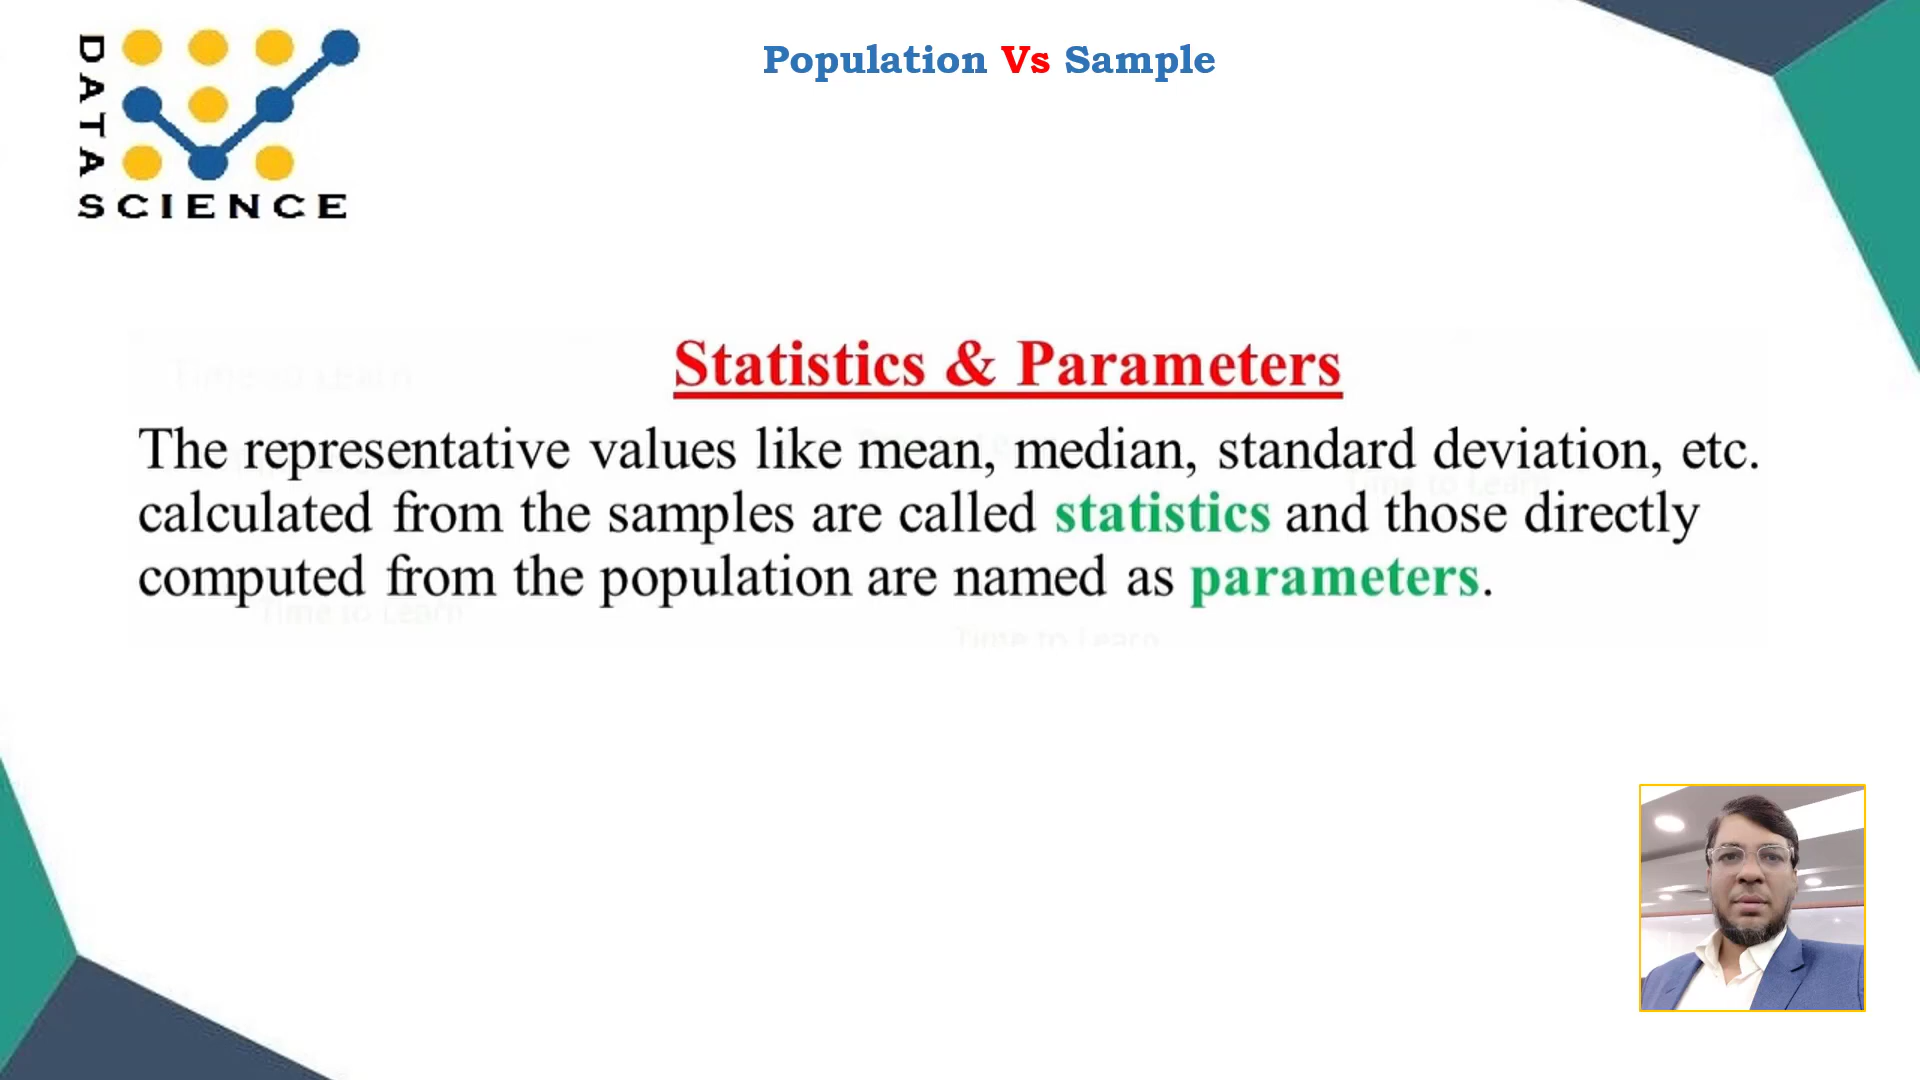 DATA
SCIENCE
Population Vs Sample
Statistics & Parameters
The representative values like mean, median, standard deviation, etc.
calculated from the samples are called statistics and those directly
computed from the population are named as parameters.
Time to Learn
Time to Learn
Time to Learn
Time to Learn